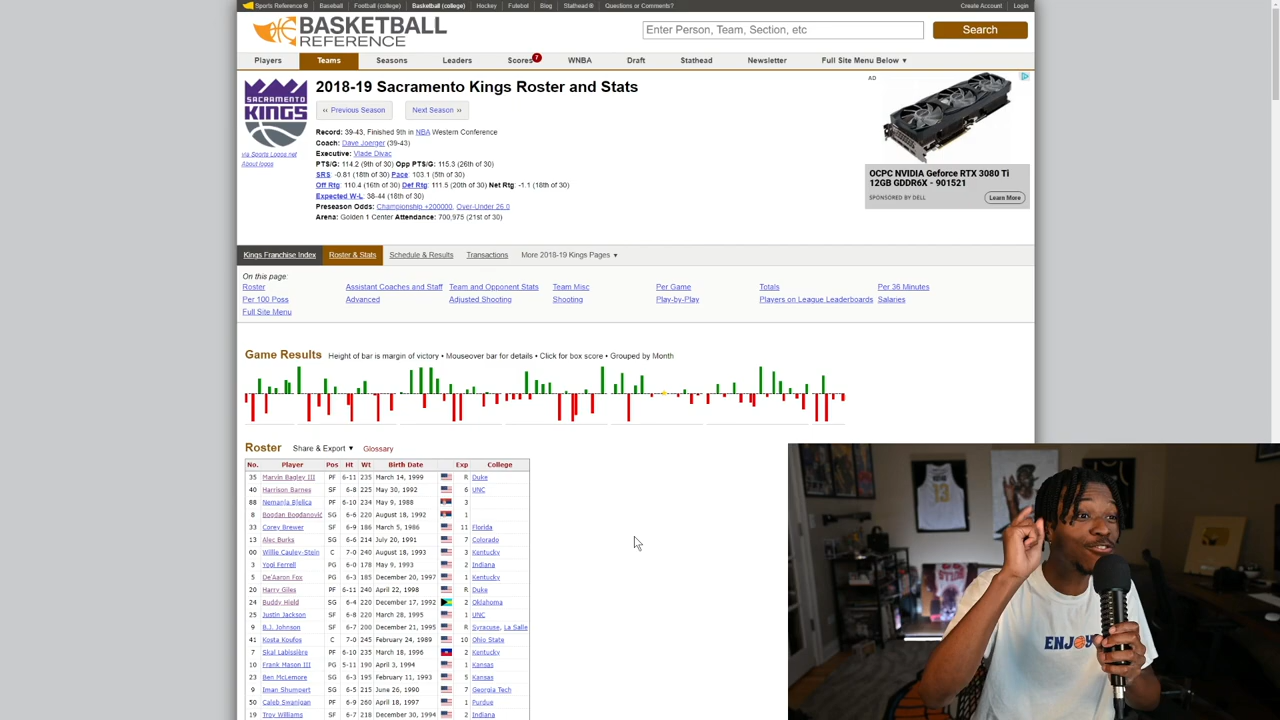 Sports Reference ® Baseball Football (college) Basketball (college) Hockey Futebol Blog Stathead ® Questions or Comments? Create Account Login
BASKETBALL
REFERENCE
Enter Person, Team, Section, etc Search
Players Teams Seasons Leaders Scores 7 WNBA Draft Stathead Newsletter Full Site Menu Below ▼
SACRAMENTO
KINGS
via Sports Logos.net
About logos
2018-19 Sacramento Kings Roster and Stats
‹‹ Previous Season Next Season ››
Record: 39-43, Finished 9th in NBA Western Conference
Coach: Dave Joerger (39-43)
Executive: Vlade Divac
PTS/G: 114.2 (9th of 30) Opp PTS/G: 115.3 (26th of 30)
SRS: -0.81 (18th of 30) Pace: 103.1 (5th of 30)
Off Rtg: 110.4 (16th of 30) Def Rtg: 111.5 (20th of 30) Net Rtg: -1.1 (18th of 30)
Expected W-L: 38-44 (18th of 30)
Preseason Odds: Championship +200000, Over-Under 26.0
Arena: Golden 1 Center Attendance: 700,975 (21st of 30)
AD
OCPC NVIDIA Geforce RTX 3080 Ti
12GB GDDR6X - 901521
SPONSORED BY DELL Learn More
Kings Franchise Index Roster & Stats Schedule & Results Transactions More 2018-19 Kings Pages ▼
On this page:
Roster Assistant Coaches and Staff Team and Opponent Stats Team Misc Per Game Totals Per 36 Minutes
Per 100 Poss Advanced Adjusted Shooting Shooting Play-by-Play Players on League Leaderboards Salaries
Full Site Menu
Game Results Height of bar is margin of victory • Mouseover bar for details • Click for box score • Grouped by Month
Roster Share & Export ▼ Glossary
No. Player Pos Ht Wt Birth Date Exp College
35 Marvin Bagley III PF 6-11 235 March 14, 1999 R Duke
40 Harrison Barnes SF 6-8 225 May 30, 1992 6 UNC
88 Nemanja Bjelica PF 6-10 234 May 9, 1988 3
8 Bogdan Bogdanović SG 6-6 220 August 18, 1992 1
33 Corey Brewer SF 6-9 186 March 5, 1986 11 Florida
13 Alec Burks SG 6-6 214 July 20, 1991 7 Colorado
00 Willie Cauley-Stein C 7-0 240 August 18, 1993 3 Kentucky
3 Yogi Ferrell PG 6-0 178 May 9, 1993 2 Indiana
5 De'Aaron Fox PG 6-3 185 December 20, 1997 1 Kentucky
20 Harry Giles PF 6-11 240 April 22, 1998 R Duke
24 Buddy Hield SG 6-4 220 December 17, 1992 2 Oklahoma
25 Justin Jackson SF 6-8 220 March 28, 1995 1 UNC
9 B.J. Johnson SF 6-7 200 December 21, 1995 R Syracuse, La Salle
41 Kosta Koufos C 7-0 245 February 24, 1989 10 Ohio State
7 Skal Labissière PF 6-10 235 March 18, 1996 2 Kentucky
10 Frank Mason III PG 5-11 190 April 3, 1994 1 Kansas
23 Ben McLemore SG 6-3 195 February 11, 1993 5 Kansas
9 Iman Shumpert SG 6-5 215 June 26, 1990 7 Georgia Tech
50 Caleb Swanigan PF 6-9 260 April 18, 1997 1 Purdue
19 Troy Williams SF 6-7 218 December 30, 1994 2 Indiana
13
ENJOY